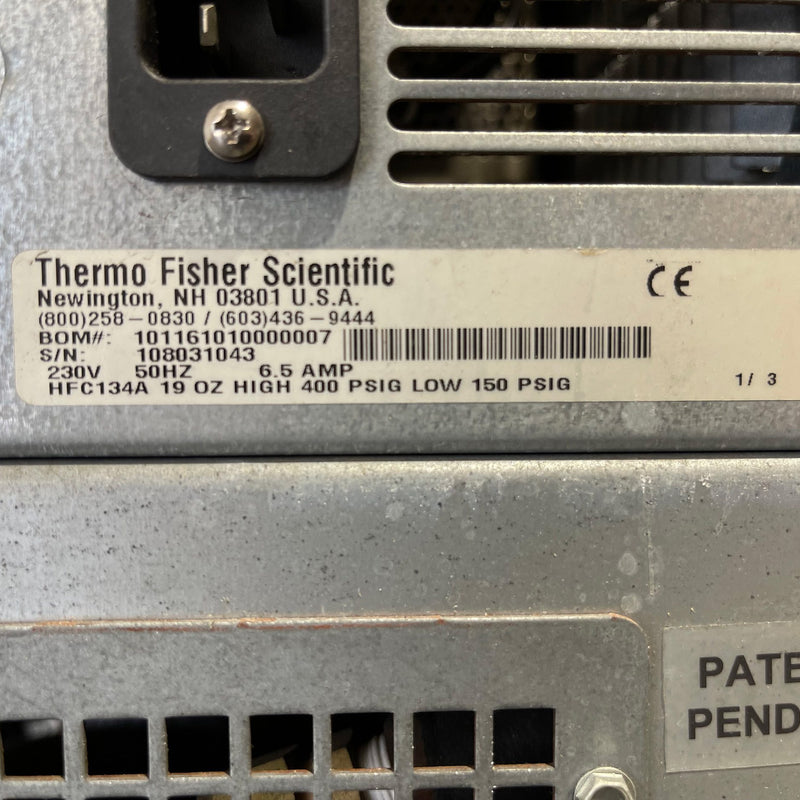 Thermo Fisher Scientific
CE
Newington, NH 03801 U.S.A.
(800)258-0830 / (603)436-9444
BOM#: 101161010000007
S/N: 108031043
230V 50HZ 6.5 AMP
HFC134A 19 OZ HIGH 400 PSIG LOW 150 PSIG
1/ 3
PATE
PEND